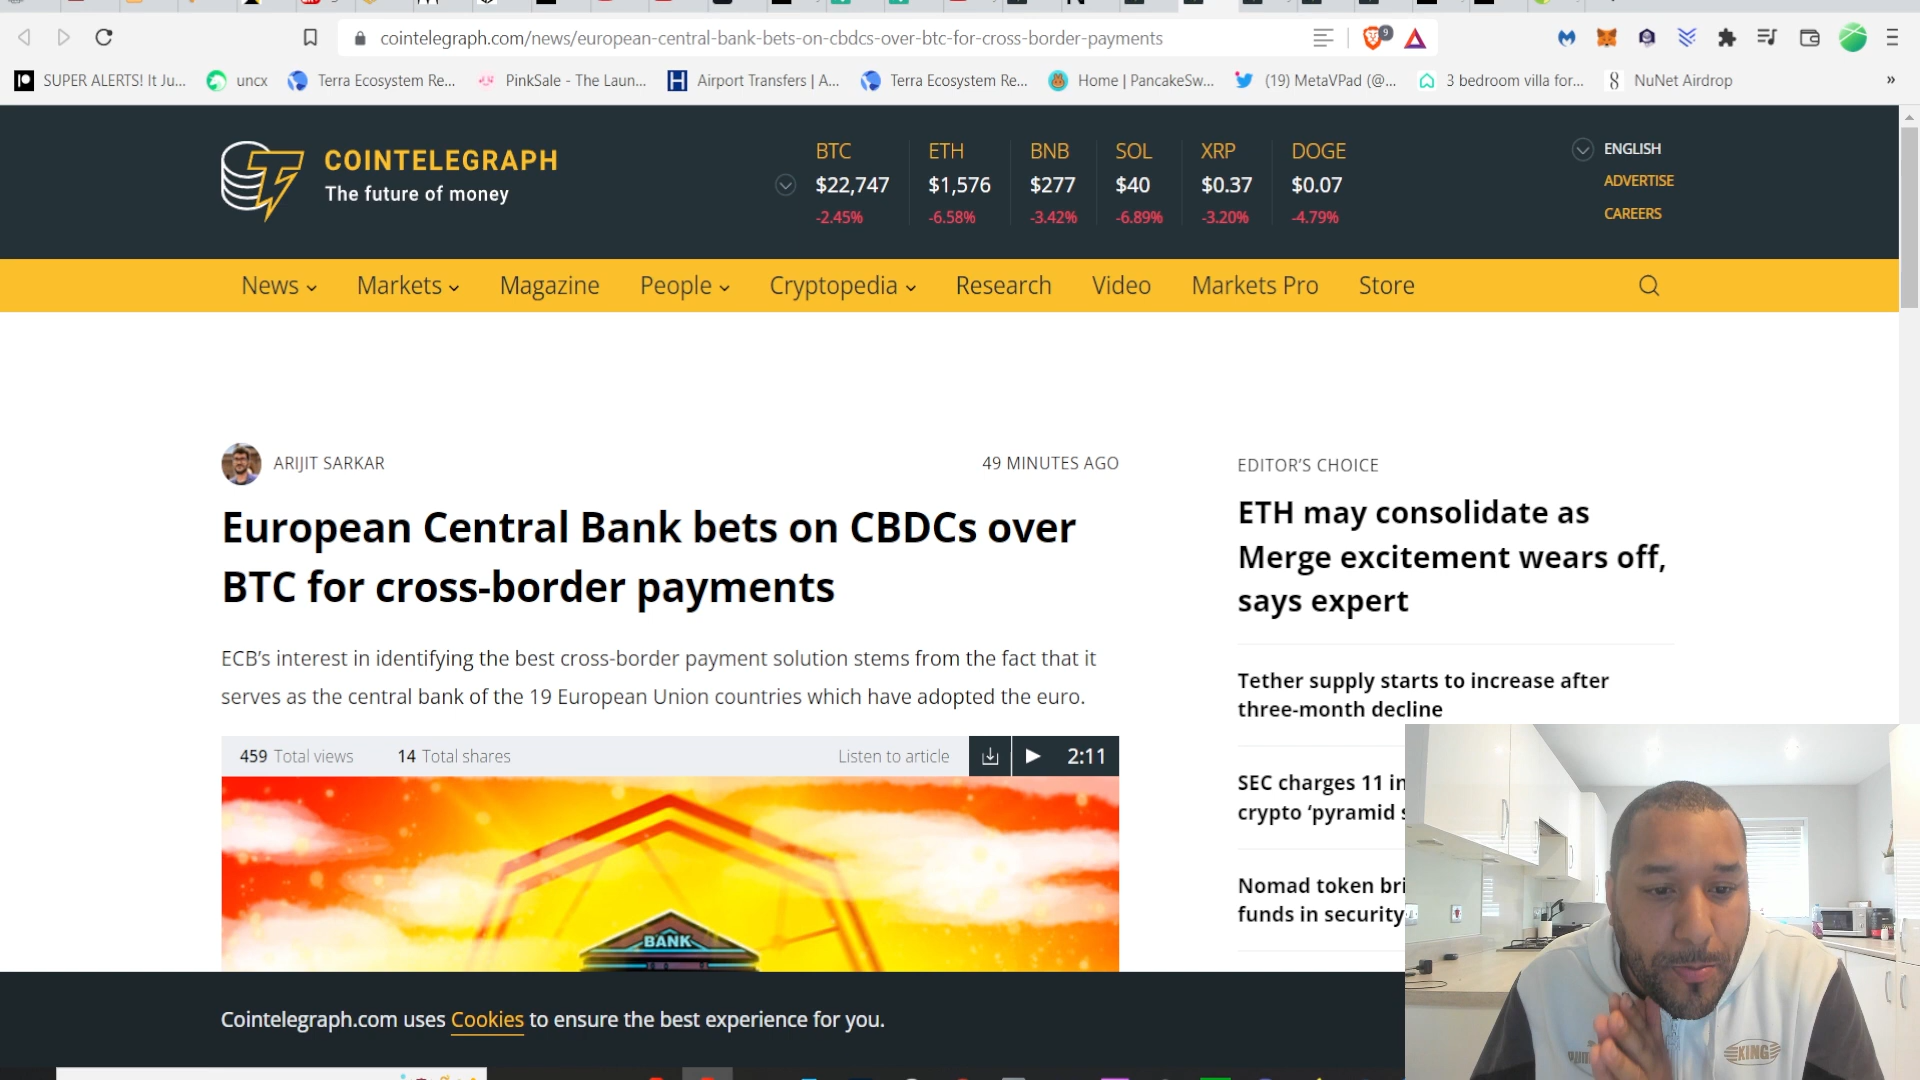 cointelegraph.com/news/european-central-bank-bets-on-cbdcs-over-btc-for-cross-border-payments
9
SUPER ALERTS! It Ju...
uncx
Terra Ecosystem Re...
PinkSale - The Laun...
H
Airport Transfers | A...
Terra Ecosystem Re...
Home | PancakeSw...
(19) MetaVPad (@...
3 bedroom villa for...
NuNet Airdrop
»
COINTELEGRAPH
The future of money
BTC
$22,747
-2.45%
ETH
$1,576
-6.58%
BNB
$277
-3.42%
SOL
$40
-6.89%
XRP
$0.37
-3.20%
DOGE
$0.07
-4.79%
ENGLISH
ADVERTISE
CAREERS
News
Markets
Magazine
People
Cryptopedia
Research
Video
Markets Pro
Store
ARIJIT SARKAR
49 MINUTES AGO
European Central Bank bets on CBDCs over
BTC for cross-border payments
ECB's interest in identifying the best cross-border payment solution stems from the fact that it
serves as the central bank of the 19 European Union countries which have adopted the euro.
459 Total views
14 Total shares
Listen to article
2:11
BANK
EDITOR'S CHOICE
ETH may consolidate as
Merge excitement wears off,
says expert
Tether supply starts to increase after
three-month decline
SEC charges 11 in
crypto 'pyramid
Nomad token bri
funds in security
Cointelegraph.com uses Cookies to ensure the best experience for you.
KING